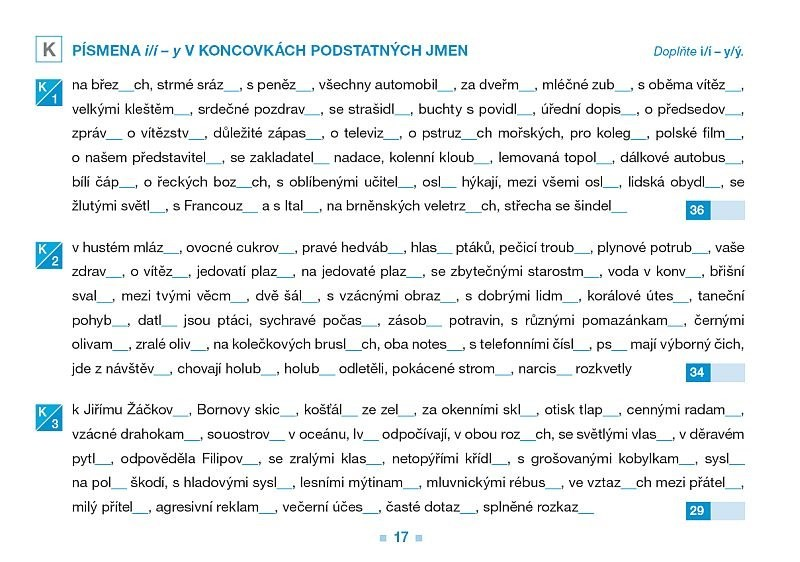 K PÍSMENA i/í – y V KONCOVKÁCH PODSTATNÝCH JMEN Doplňte i/í – y/ý.
K 1 na břez__ch, strmé sráz__, s peněz__, všechny automobil__, za dveřm__, mléčné zub__, s oběma vítěz__,
velkými kleštěm__, srdečné pozdrav__, se strašidl__, buchty s povidl__, úřední dopis__, o předsedov__,
zpráv__ o vítězstv__, důležité zápas__, o televiz__, o pstruz__ch mořských, pro koleg__, polské film__,
o našem představitel__, se zakladatel__ nadace, kolenní kloub__, lemovaná topol__, dálkové autobus__,
bílí čáp__, o řeckých boz__ch, s oblíbenými učitel__, osl__ hýkají, mezi všemi osl__, lidská obydl__, se
žlutými světl__, s Francouz__ a s Ital__, na brněnských veletrz__ch, střecha se šindel__
36
K 2 v hustém mláz__, ovocné cukrov__, pravé hedváb__, hlas__ ptáků, pečicí troub__, plynové potrub__, vaše
zdrav__, o vítěz__, jedovatí plaz__, na jedovaté plaz__, se zbytečnými starostm__, voda v konv__, břišní
sval__, mezi tvými věcm__, dvě šál__, s vzácnými obraz__, s dobrými lidm__, korálové útes__, taneční
pohyb__, datl__ jsou ptáci, sychravé počas__, zásob__ potravin, s různými pomazánkam__, černými
olivam__, zralé oliv__, na kolečkových brusl__ch, oba notes__, s telefonními čísl__, ps__ mají výborný čich,
jde z návštěv__, chovají holub__, holub__ odletěli, pokácené strom__, narcis__ rozkvetly
34
K 3 k Jiřímu Žáčkov__, Bornovy skic__, košťál__ ze zel__, za okenními skl__, otisk tlap__, cennými radam__,
vzácné drahokam__, souostrov__ v oceánu, lv__ odpočívají, v obou roz__ch, se světlými vlas__, v děravém
pytl__, odpověděla Filipov__, se zralými klas__, netopýřími křídl__, s grošovanými kobylkam__, sysl__
na pol__ škodí, s hladovými sysl__, lesními mýtinam__, mluvnickými rébus__, ve vztaz__ch mezi přátel__,
milý přítel__, agresivní reklam__, večerní účes__, časté dotaz__, splněné rozkaz__
29
17